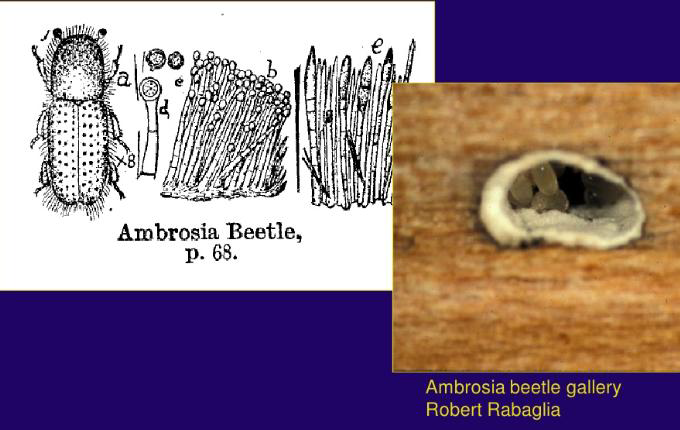 a
c
d
b
e
8
Ambrosia Beetle,
p. 68.
Ambrosia beetle gallery
Robert Rabaglia